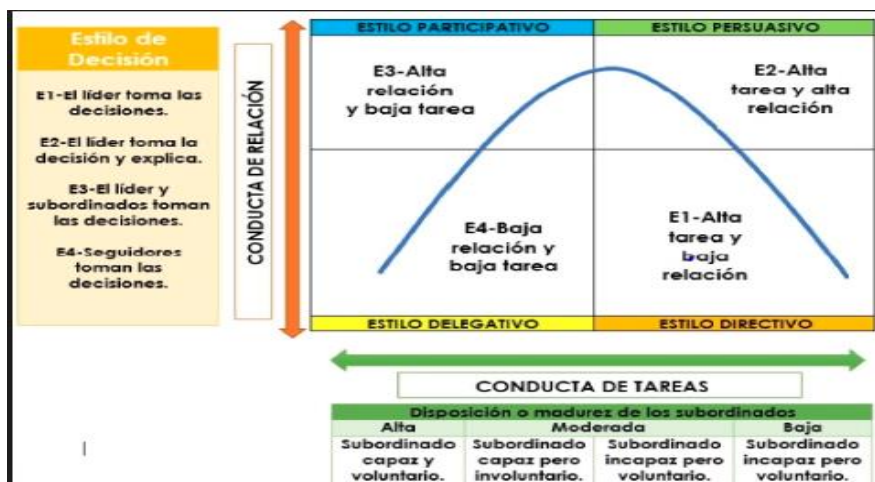 Estilo de
Decisión
E1-El líder toma las
decisiones.
E2-El líder toma la
decisión y explica.
E3-El líder y
subordinados toman
las decisiones.
E4-Seguidores
toman las
decisiones.
CONDUCTA DE RELACIÓN
ESTILO PARTICIPATIVO
ESTILO PERSUASIVO
E3-Alta
relación
y baja tarea
E2-Alta
tarea y alta
relación
E4-Baja
relación y
baja tarea
E1-Alta
tarea y
baja
relación
ESTILO DELEGATIVO
ESTILO DIRECTIVO
CONDUCTA DE TAREAS
Disposición o madurez de los subordinados
Alta Moderada Baja
Subordinado
capaz y
voluntario.
Subordinado
capaz pero
involuntario.
Subordinado
incapaz pero
voluntario.
Subordinado
incapaz pero
voluntario.